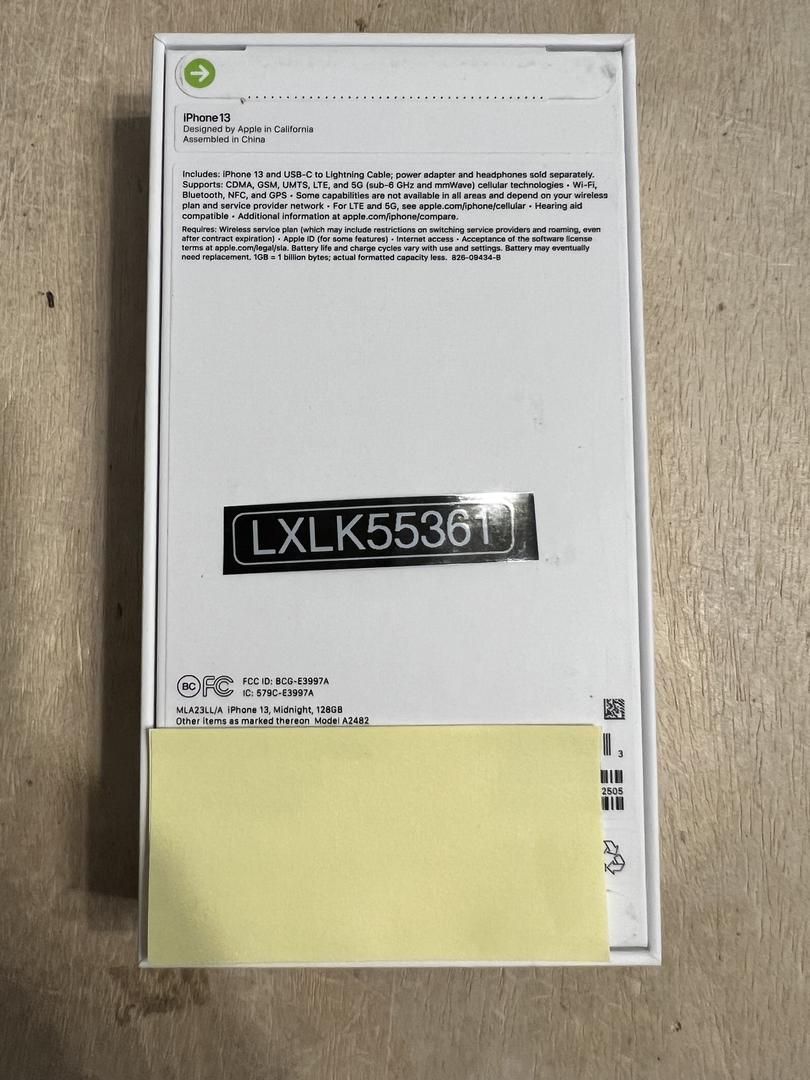 iPhone 13
Designed by Apple in California
Assembled in China
Includes: iPhone 13 and USB-C to Lightning Cable; power adapter and headphones sold separately.
Supports: CDMA, GSM, UMTS, LTE, and 5G (sub-6 GHz and mmWave) cellular technologies • Wi-Fi,
Bluetooth, NFC, and GPS • Some capabilities are not available in all areas and depend on your wireless
plan and service provider network • For LTE and 5G, see apple.com/iphone/cellular • Hearing aid
compatible • Additional information at apple.com/iphone/compare.
Requires: Wireless service plan (which may include restrictions on switching service providers and roaming, even
after contract expiration) • Apple ID (for some features) • Internet access • Acceptance of the software license
terms at apple.com/legal/sla. Battery life and charge cycles vary with use and settings. Battery may eventually
need replacement. 1GB = 1 billion bytes; actual formatted capacity less. 826-09434-B
LXLK55361
BC FC FCC ID: BCG-E3997A
IC: 579C-E3997A
MLA23LL/A iPhone 13, Midnight, 128GB
Other items as marked thereon Model A2482
3
2505